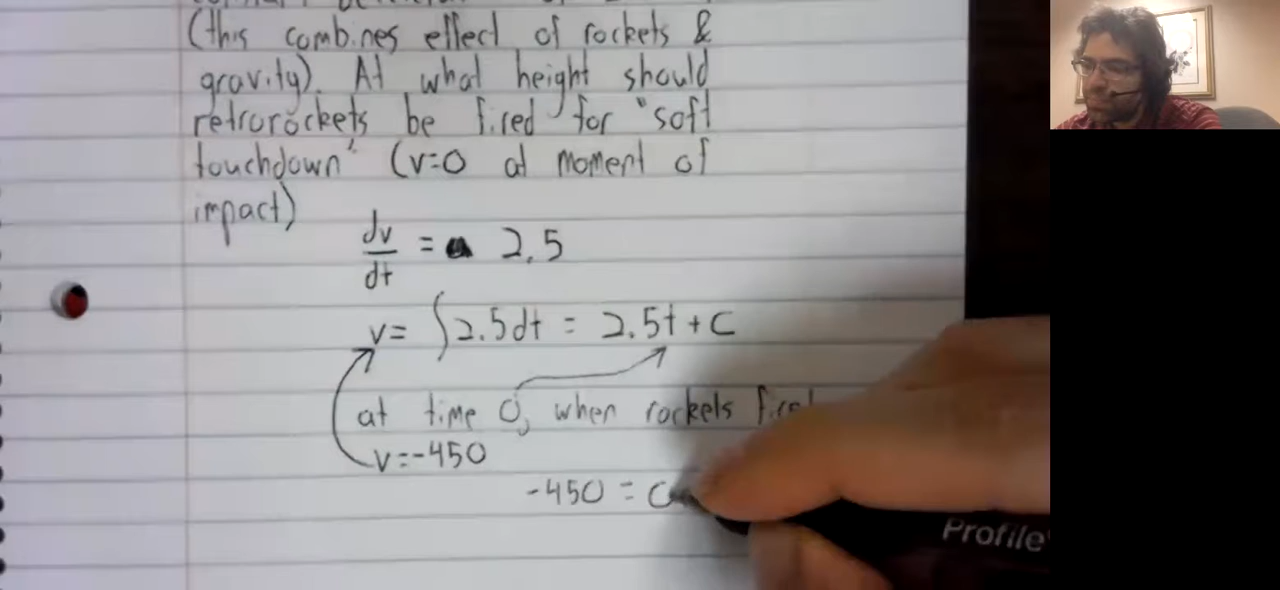 (this combines effect of rockets &
gravity). At what height should
retrorockets be fired for "soft
touchdown" (v=0 at moment of
impact)
dv/dt = 2.5
v= ∫2.5dt = 2.5t + C
at time 0, when rockets
v=-450
-450 = C
Profile